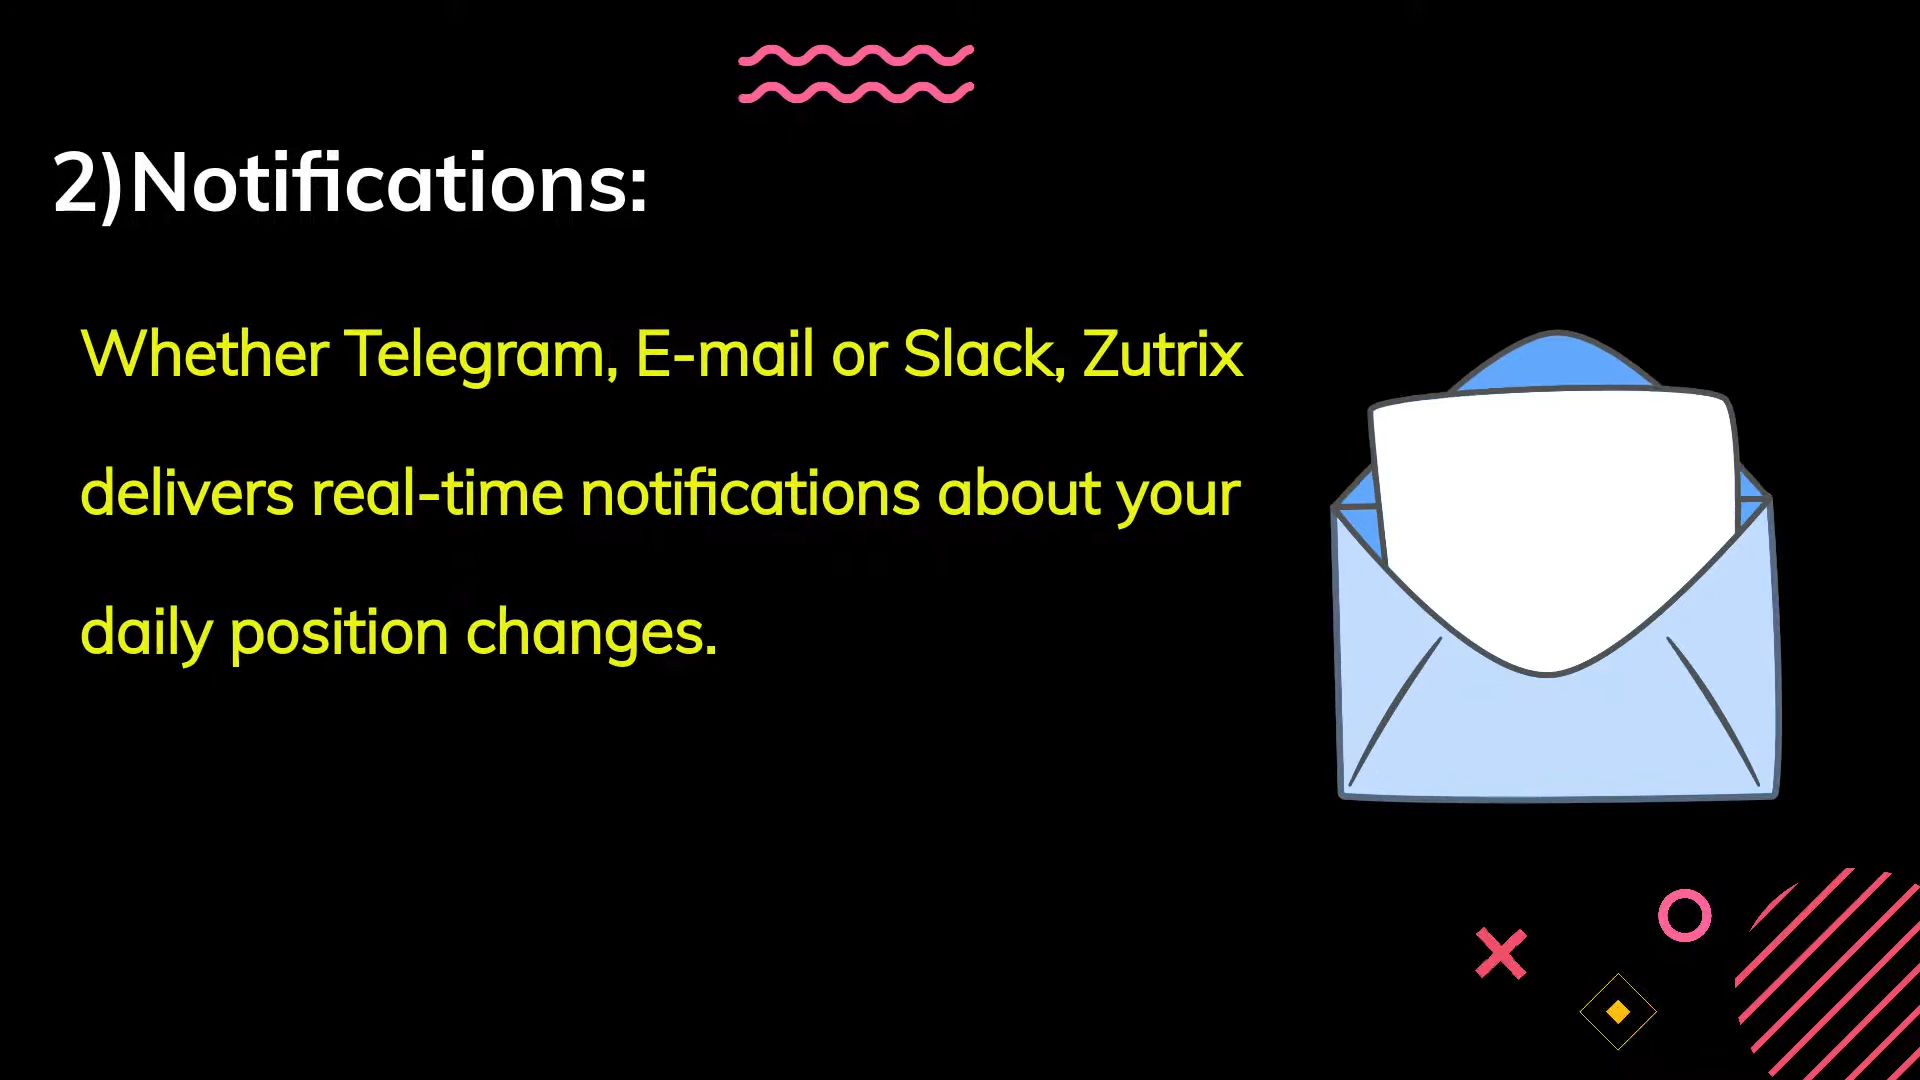 2)Notifications:
Whether Telegram, E-mail or Slack, Zutrix
delivers real-time notifications about your
daily position changes.